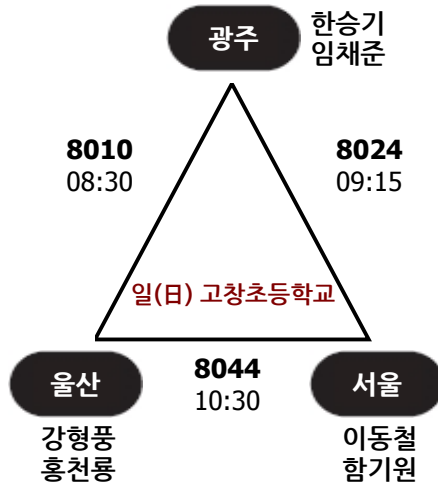 광주
한승기
임채준
8010
08:30
8024
09:15
일(日) 고창초등학교
8044
10:30
울산
강형풍
홍천룡
서울
이동철
함기원